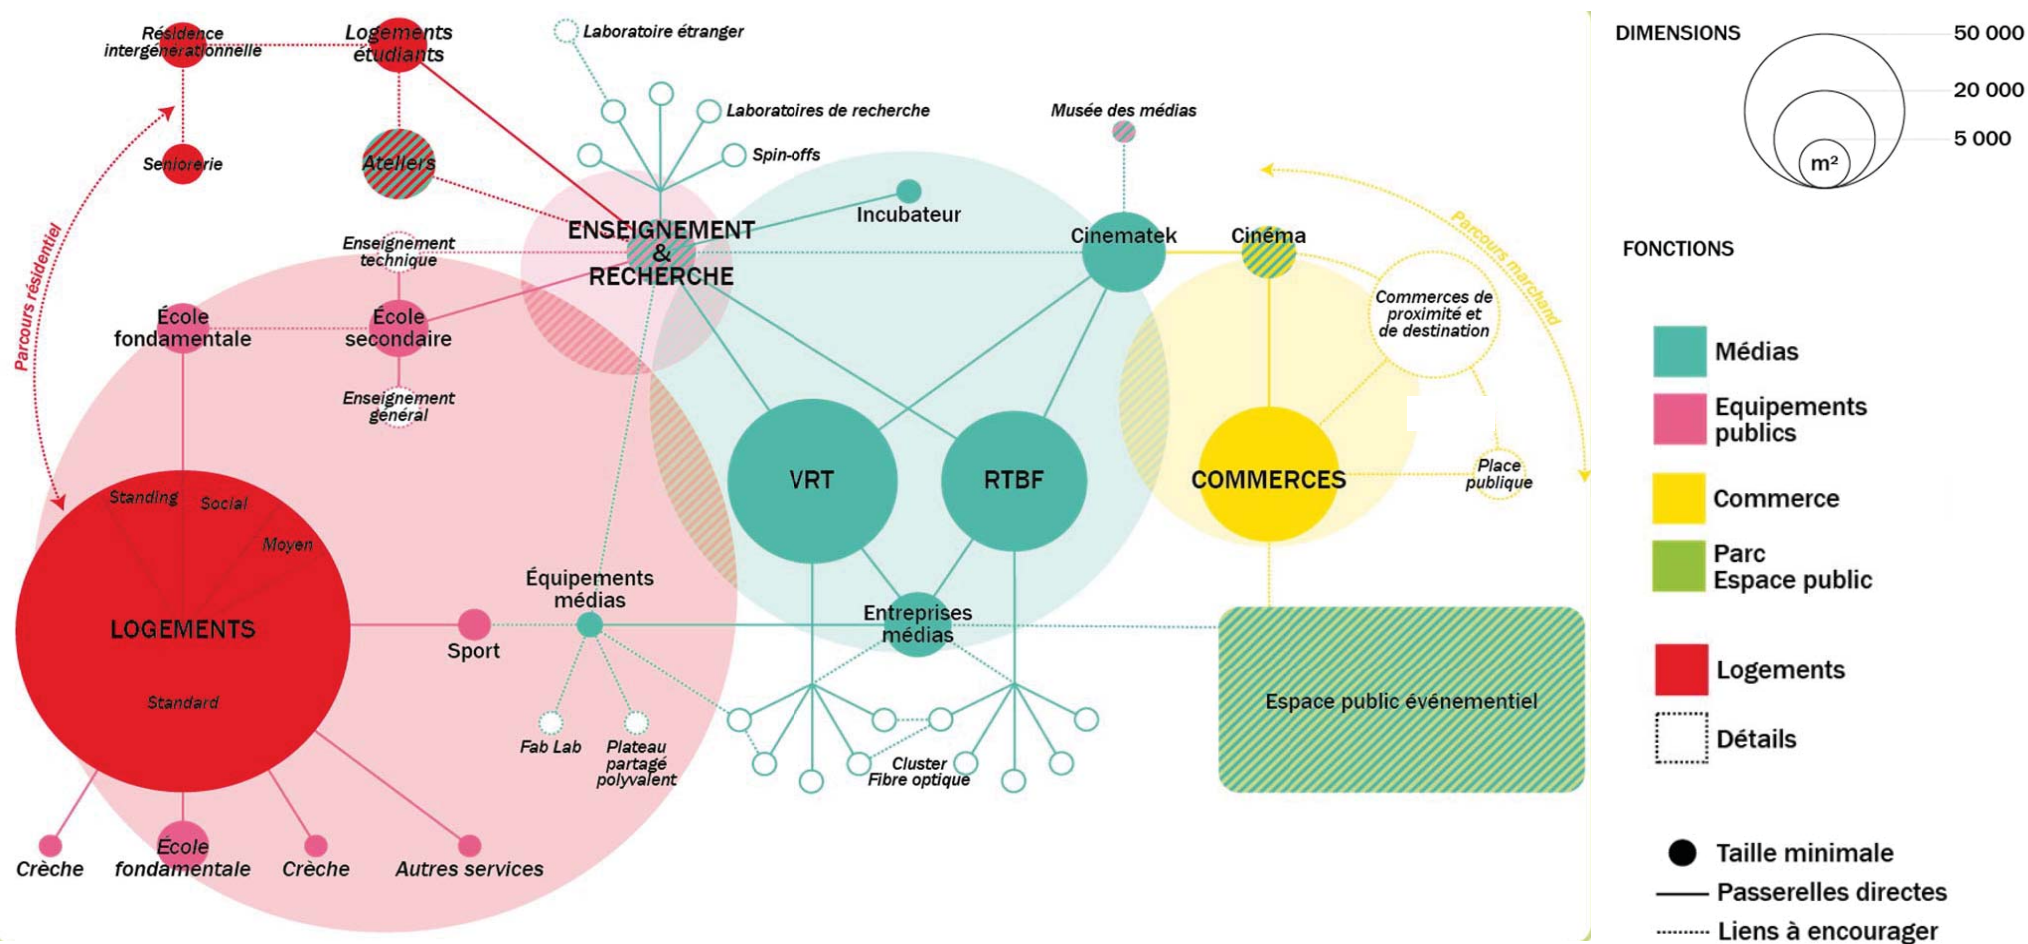 Résidence
intergénérationnelle
Logements
étudiants
Laboratoire étranger
Laboratoires de recherche
Spin-offs
Musée des médias
Seniorerie
Ateliers
Parcours résidentiel
Enseignement
technique
ENSEIGNEMENT
&
RECHERCHE
Incubateur
Cinematek
Cinéma
Parcours marchand
École
fondamentale
École
secondaire
Commerces de
proximité et
de destination
Enseignement
général
VRT
RTBF
COMMERCES
Place
publique
Standing
Social
Moyen
LOGEMENTS
Standard
Sport
Équipements
médias
Entreprises
médias
Espace public événementiel
Fab Lab
Plateau
partagé
polyvalent
Cluster
Fibre optique
Crèche
École
fondamentale
Crèche
Autres services
DIMENSIONS
50 000
20 000
5 000
m²
FONCTIONS
Médias
Equipements
publics
Commerce
Parc
Espace public
Logements
Détails
Taille minimale
Passerelles directes
Liens à encourager